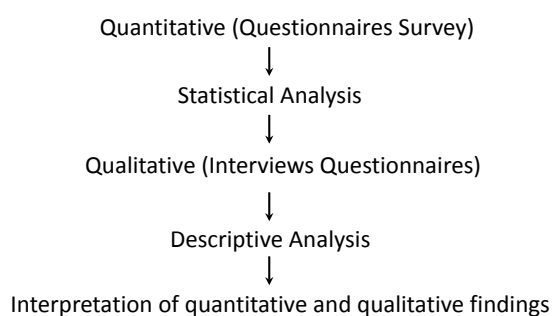 Quantitative (Questionnaires Survey)
Statistical Analysis
Qualitative (Interviews Questionnaires)
Descriptive Analysis
Interpretation of quantitative and qualitative findings